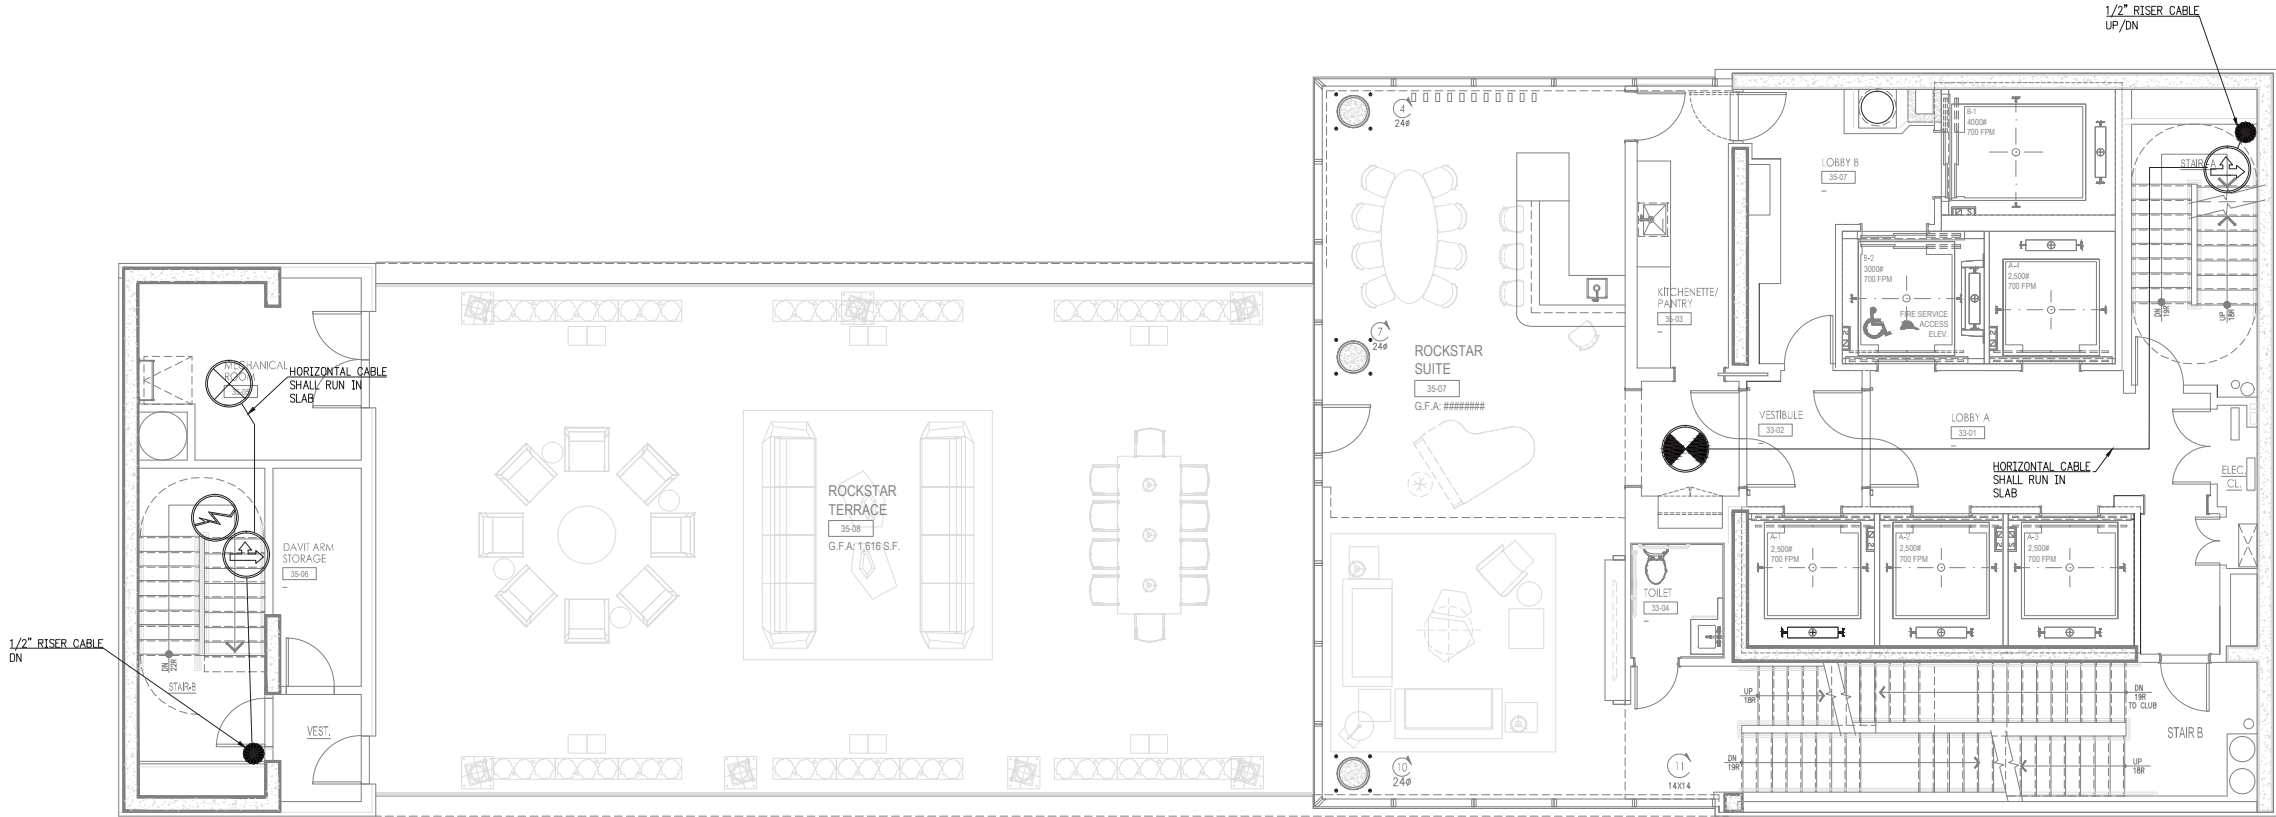 1/2" RISER CABLE
UP/DN
4
24ø
B-1
4000#
700 FPM
LOBBY B
35-07
–
STAIR-A
DN
19R
UP
18R
B-2
3000#
700 FPM
FIRE SERVICE
ACCESS
ELEV.
A-4
2,500#
700 FPM
KITCHENETTE/
PANTRY
35-03
–
7
24ø
ROCKSTAR
SUITE
35-07
G.F.A: ########
MECHANICAL
ROOM
HORIZONTAL CABLE
SHALL RUN IN
SLAB
VESTIBULE
33-02
–
LOBBY A
33-01
–
HORIZONTAL CABLE
SHALL RUN IN
SLAB
ELEC.
CL.
ROCKSTAR
TERRACE
35-08
G.F.A: 1,616 S.F.
DAVIT ARM
STORAGE
35-06
–
A-1
2,500#
700 FPM
A-2
2,500#
700 FPM
A-3
2,500#
700 FPM
TOILET
33-04
–
1/2" RISER CABLE
DN
DN
22R
STAIR-B
VEST.
UP
18R
DN
19R
TO CLUB
STAIR B
10
24ø
11
14X14
DN
19R
UP
18R